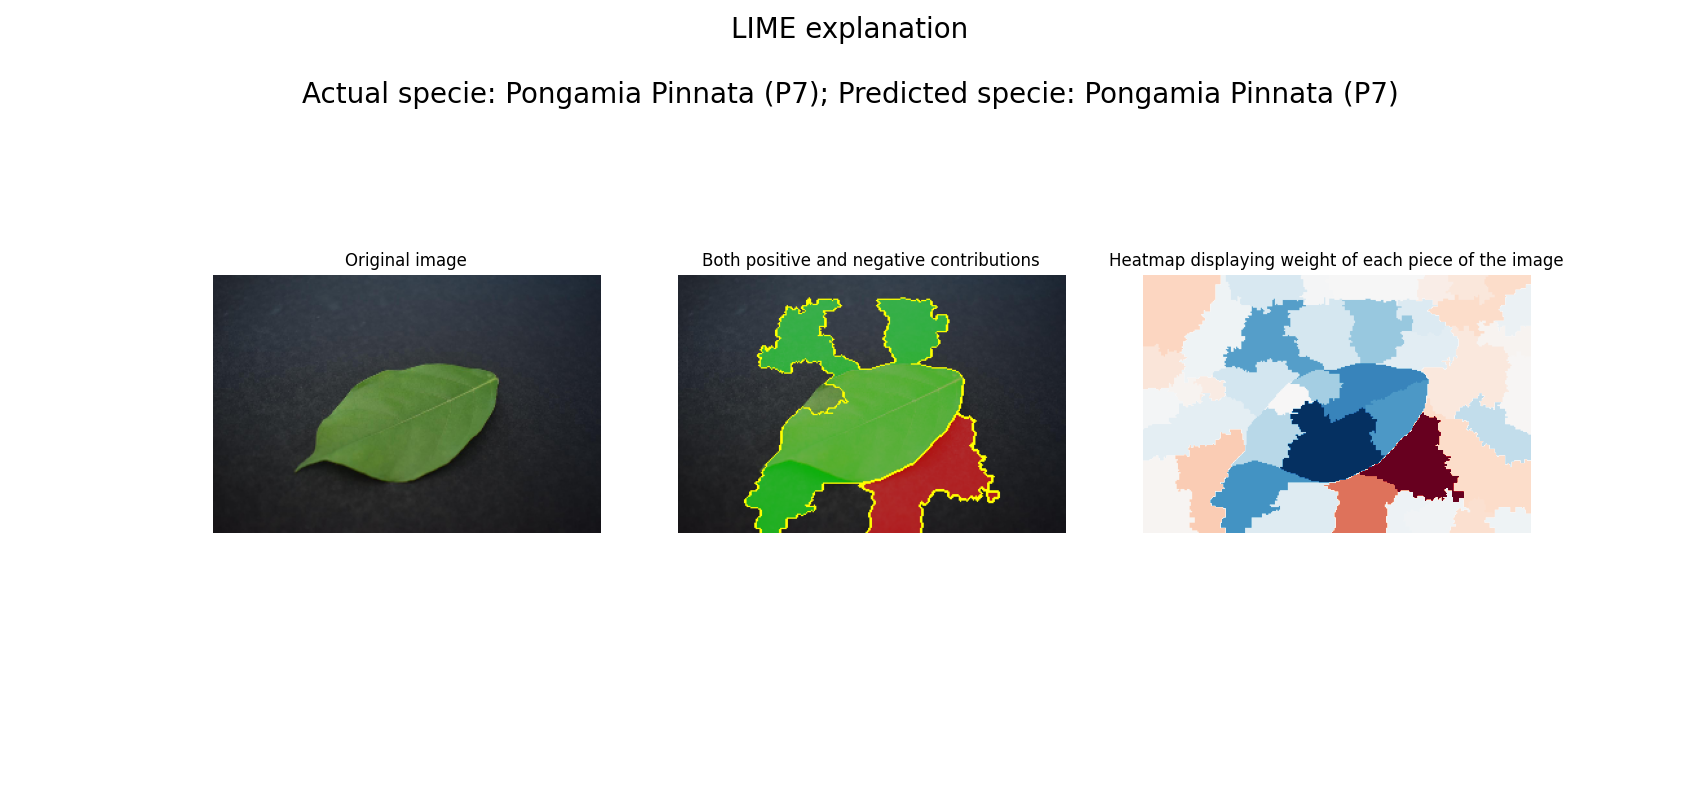 LIME explanation
Actual specie: Pongamia Pinnata (P7); Predicted specie: Pongamia Pinnata (P7)
Original image
Both positive and negative contributions
Heatmap displaying weight of each piece of the image